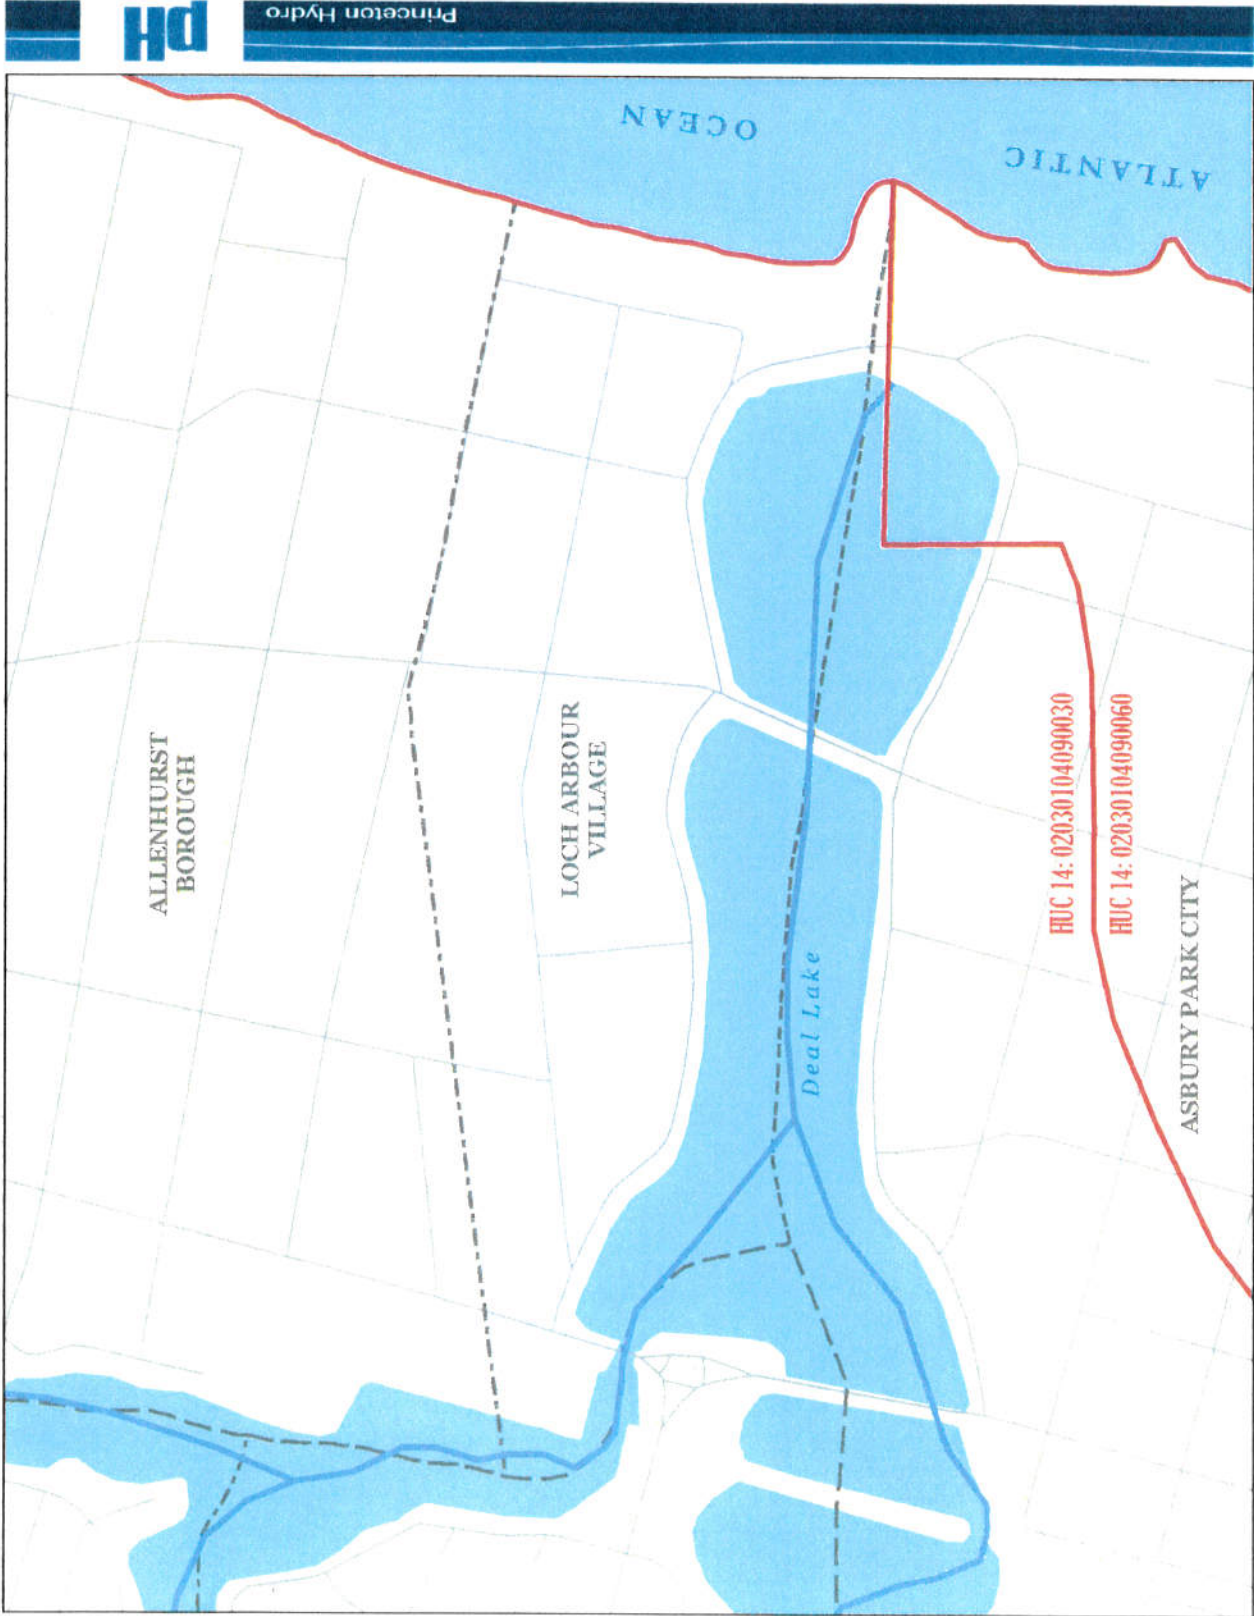 pH
Princeton Hydro
ATLANTIC
OCEAN
ALLENHURST
BOROUGH
LOCH ARBOUR
VILLAGE
Deal Lake
HUC 14: 02030104090030
HUC 14: 02030104090060
ASBURY PARK CITY